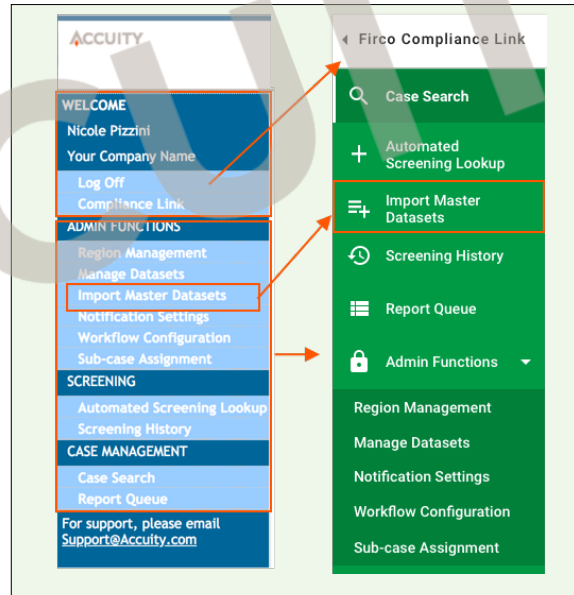 ACCUITY
WELCOME
Nicole Pizzini
Your Company Name
Log Off
Compliance Link
ADMIN FUNCTIONS
Region Management
Manage Datasets
Import Master Datasets
Notification Settings
Workflow Configuration
Sub-case Assignment
SCREENING
Automated Screening Lookup
Screening History
CASE MANAGEMENT
Case Search
Report Queue
For support, please email
Support@Accuity.com
Firco Compliance Link
Case Search
Automated
Screening Lookup
Import Master
Datasets
Screening History
Report Queue
Admin Functions
Region Management
Manage Datasets
Notification Settings
Workflow Configuration
Sub-case Assignment